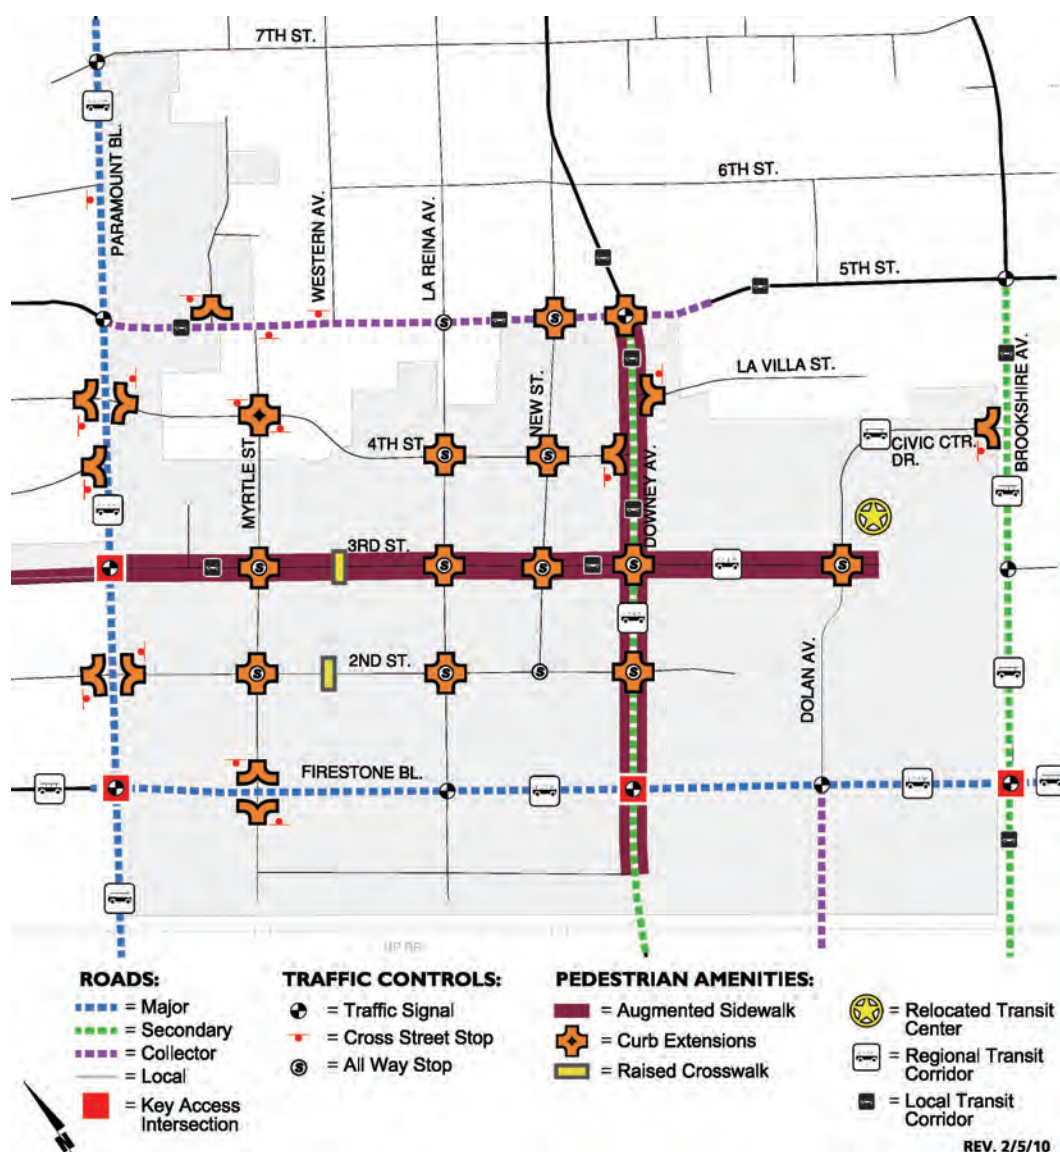 7TH ST.
PARAMOUNT BL.
WESTERN AV.
LA REINA AV.
6TH ST.
5TH ST.
LA VILLA ST.
NEW ST.
4TH ST.
MYRTLE ST
DOWNEY AV.
CIVIC CTR.
DR.
BROOKSHIRE AV.
3RD ST.
2ND ST.
DOLAN AV.
FIRESTONE BL.
UP RR
ROADS:
= Major
= Secondary
= Collector
= Local
= Key Access
Intersection
TRAFFIC CONTROLS:
= Traffic Signal
= Cross Street Stop
S = All Way Stop
PEDESTRIAN AMENITIES:
= Augmented Sidewalk
= Curb Extensions
= Raised Crosswalk
= Relocated Transit
Center
= Regional Transit
Corridor
= Local Transit
Corridor
REV. 2/5/10